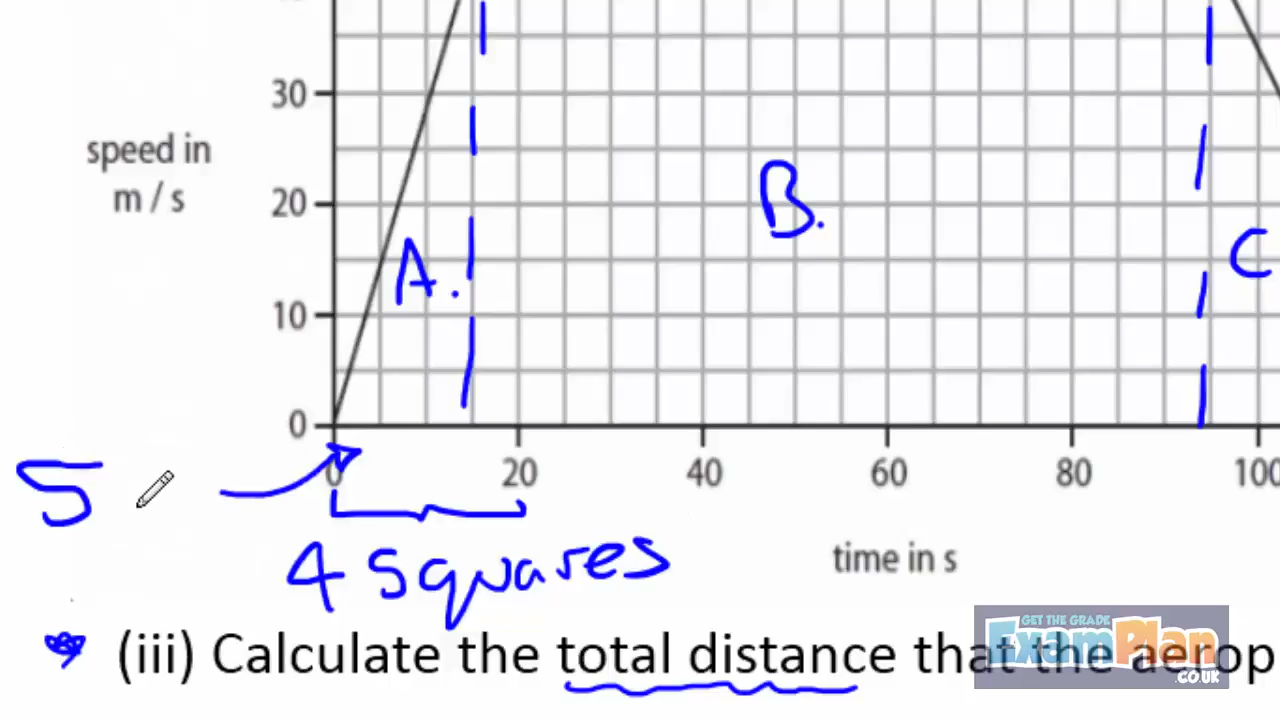 30
speed in
m / s
20
B.
A.
C
10
0
0
20
40
60
80
100
5
4 squares
time in s
(iii) Calculate the total distance that the aerop
GET THE GRADE
ExamPlan
.CO.UK